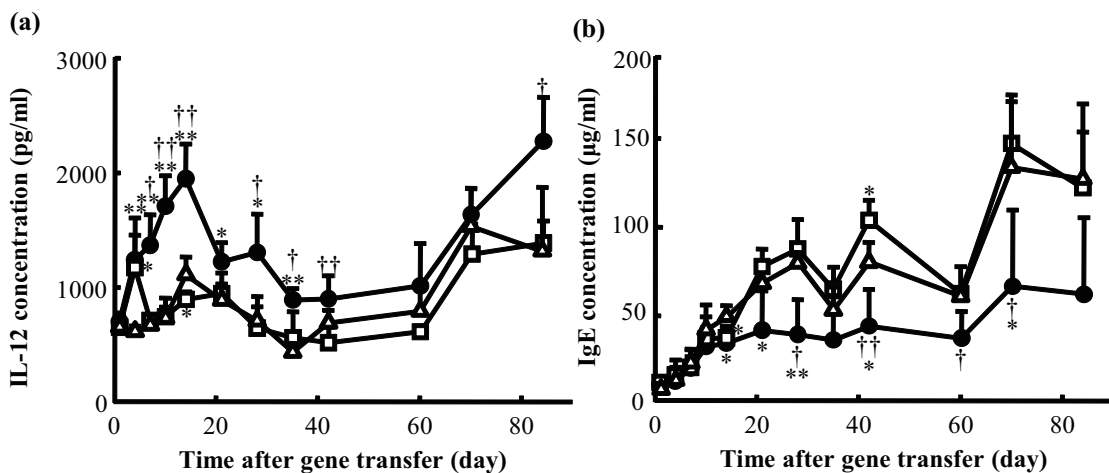 (a)
IL-12 concentration (pg/ml)
3000
2000
1000
0
** ** † * †† ** †† ** * † * † ** †† †
* *
0 20 40 60 80
Time after gene transfer (day)
(b)
IgE concentration (µg/ml)
200
150
100
50
0
*
* * * † ** †† * † † *
0 20 40 60 80
Time after gene transfer (day)